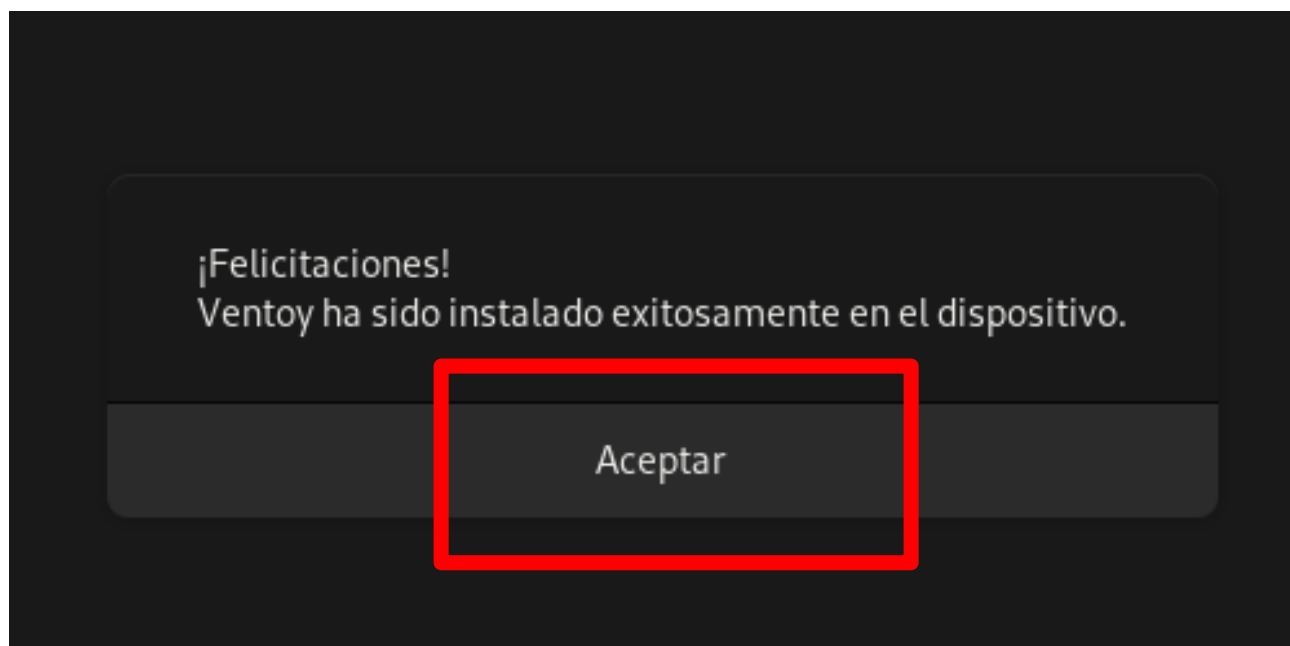 ¡Felicitaciones!
Ventoy ha sido instalado exitosamente en el dispositivo.
Aceptar